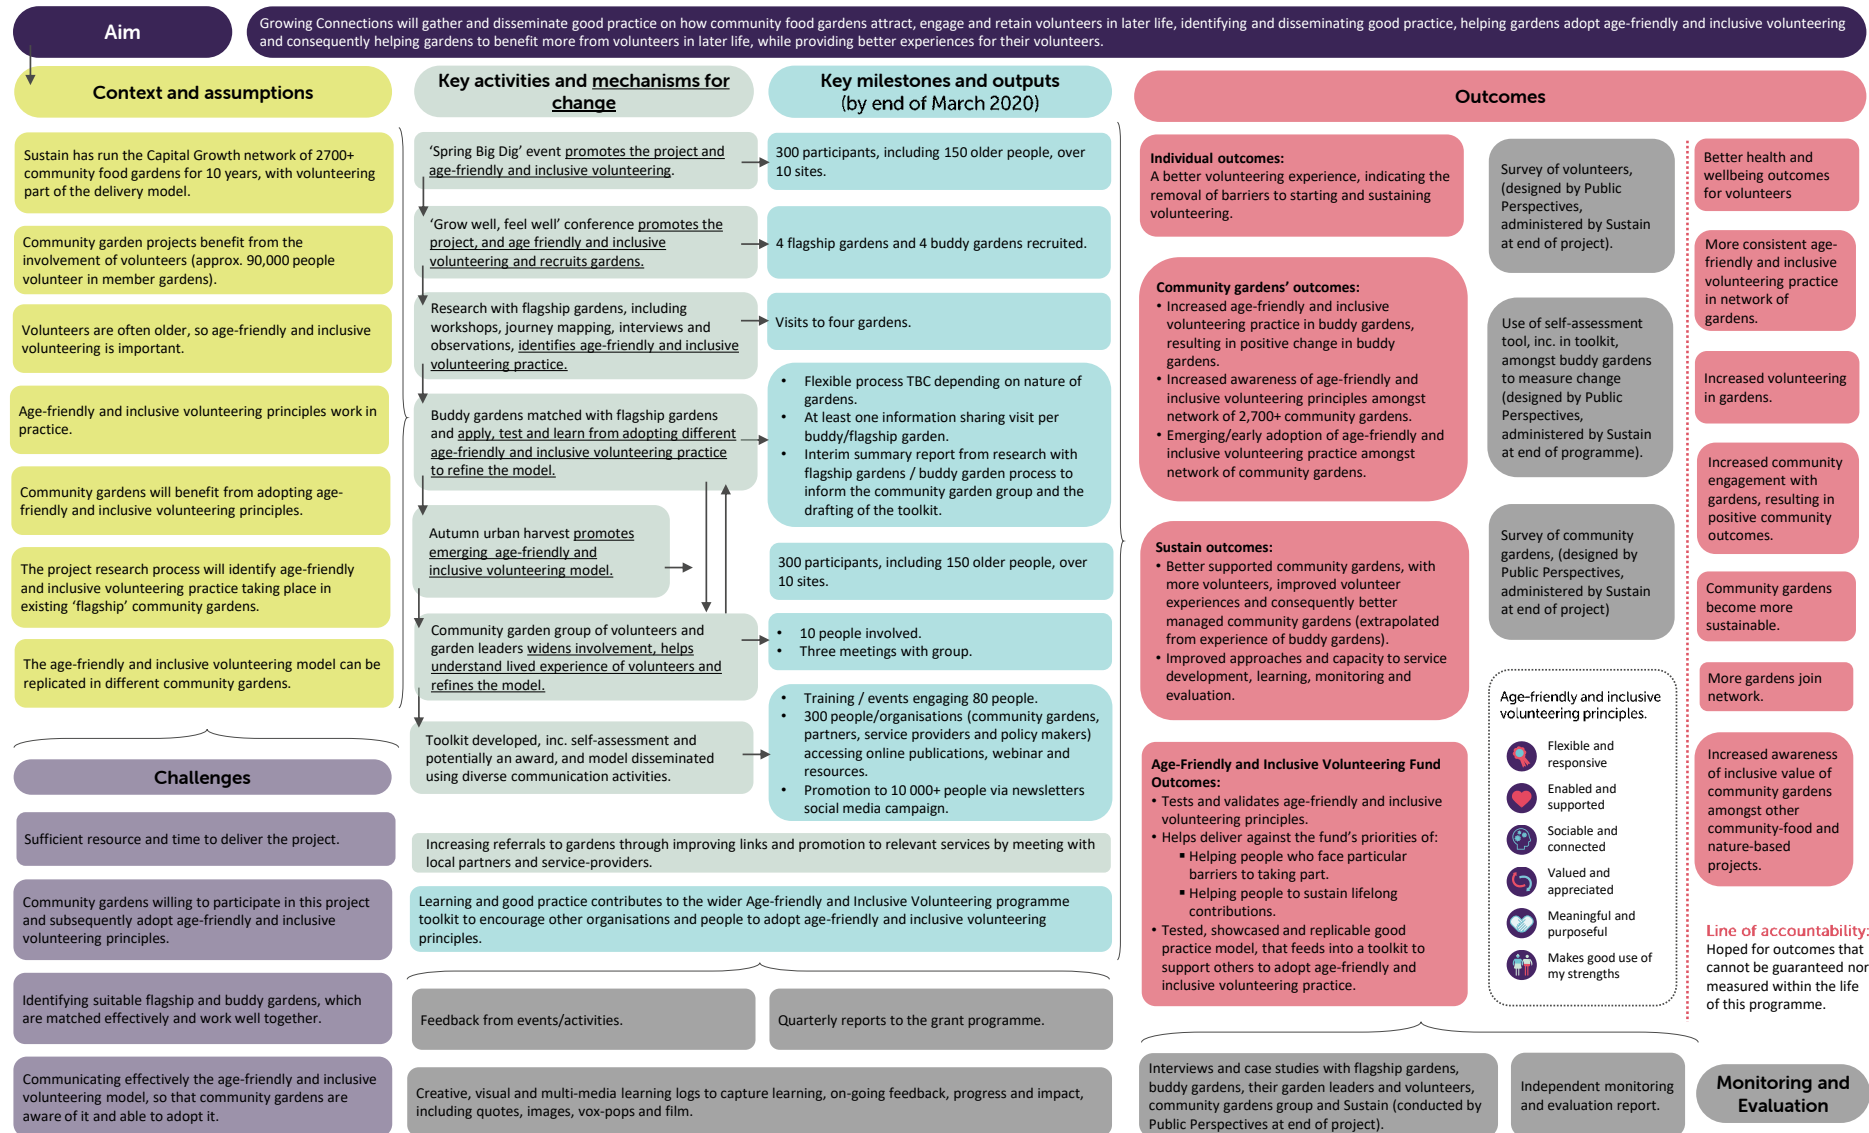 Aim
Growing Connections will gather and disseminate good practice on how community food gardens attract, engage and retain volunteers in later life, identifying and disseminating good practice, helping gardens adopt age-friendly and inclusive volunteering
and consequently helping gardens to benefit more from volunteers in later life, while providing better experiences for their volunteers.
Context and assumptions
Sustain has run the Capital Growth network of 2700+
community food gardens for 10 years, with volunteering
part of the delivery model.
Community garden projects benefit from the
involvement of volunteers (approx. 90,000 people
volunteer in member gardens).
Volunteers are often older, so age-friendly and inclusive
volunteering is important.
Age-friendly and inclusive volunteering principles work in
practice.
Community gardens will benefit from adopting age-
friendly and inclusive volunteering principles.
The project research process will identify age-friendly
and inclusive volunteering practice taking place in
existing ‘flagship’ community gardens.
The age-friendly and inclusive volunteering model can be
replicated in different community gardens.
Challenges
Sufficient resource and time to deliver the project.
Community gardens willing to participate in this project
and subsequently adopt age-friendly and inclusive
volunteering principles.
Identifying suitable flagship and buddy gardens, which
are matched effectively and work well together.
Communicating effectively the age-friendly and inclusive
volunteering model, so that community gardens are
aware of it and able to adopt it.
Key activities and mechanisms for
change
‘Spring Big Dig’ event promotes the project and
age-friendly and inclusive volunteering.
‘Grow well, feel well’ conference promotes the
project, and age friendly and inclusive
volunteering and recruits gardens.
Research with flagship gardens, including
workshops, journey mapping, interviews and
observations, identifies age-friendly and inclusive
volunteering practice.
Buddy gardens matched with flagship gardens
and apply, test and learn from adopting different
age-friendly and inclusive volunteering practice
to refine the model.
Autumn urban harvest promotes
emerging age-friendly and
inclusive volunteering model.
Community garden group of volunteers and
garden leaders widens involvement, helps
understand lived experience of volunteers and
refines the model.
Toolkit developed, inc. self-assessment and
potentially an award, and model disseminated
using diverse communication activities.
Key milestones and outputs
(by end of March 2020)
300 participants, including 150 older people, over
10 sites.
4 flagship gardens and 4 buddy gardens recruited.
Visits to four gardens.
• Flexible process TBC depending on nature of
gardens.
• At least one information sharing visit per
buddy/flagship garden.
• Interim summary report from research with
flagship gardens / buddy garden process to
inform the community garden group and the
drafting of the toolkit.
300 participants, including 150 older people, over
10 sites.
• 10 people involved.
• Three meetings with group.
• Training / events engaging 80 people.
• 300 people/organisations (community gardens,
partners, service providers and policy makers)
accessing online publications, webinar and
resources.
• Promotion to 10 000+ people via newsletters
social media campaign.
Increasing referrals to gardens through improving links and promotion to relevant services by meeting with
local partners and service-providers.
Learning and good practice contributes to the wider Age-friendly and Inclusive Volunteering programme
toolkit to encourage other organisations and people to adopt age-friendly and inclusive volunteering
principles.
Feedback from events/activities.
Quarterly reports to the grant programme.
Creative, visual and multi-media learning logs to capture learning, on-going feedback, progress and impact,
including quotes, images, vox-pops and film.
Outcomes
Individual outcomes:
A better volunteering experience, indicating the
removal of barriers to starting and sustaining
volunteering.
Community gardens’ outcomes:
• Increased age-friendly and inclusive
volunteering practice in buddy gardens,
resulting in positive change in buddy
gardens.
• Increased awareness of age-friendly and
inclusive volunteering principles amongst
network of 2,700+ community gardens.
• Emerging/early adoption of age-friendly and
inclusive volunteering practice amongst
network of community gardens.
Sustain outcomes:
• Better supported community gardens, with
more volunteers, improved volunteer
experiences and consequently better
managed community gardens (extrapolated
from experience of buddy gardens).
• Improved approaches and capacity to service
development, learning, monitoring and
evaluation.
Age-Friendly and Inclusive Volunteering Fund
Outcomes:
• Tests and validates age-friendly and inclusive
volunteering principles.
• Helps deliver against the fund’s priorities of:
▪ Helping people who face particular
barriers to taking part.
▪ Helping people to sustain lifelong
contributions.
• Tested, showcased and replicable good
practice model, that feeds into a toolkit to
support others to adopt age-friendly and
inclusive volunteering practice.
Survey of volunteers,
(designed by Public
Perspectives,
administered by Sustain
at end of project).
Use of self-assessment
tool, inc. in toolkit,
amongst buddy gardens
to measure change
(designed by Public
Perspectives,
administered by Sustain
at end of programme).
Survey of community
gardens, (designed by
Public Perspectives,
administered by Sustain
at end of project)
Age-friendly and inclusive
volunteering principles.
Flexible and
responsive
Enabled and
supported
Sociable and
connected
Valued and
appreciated
Meaningful and
purposeful
Makes good use of
my strengths
Better health and
wellbeing outcomes
for volunteers
More consistent age-
friendly and inclusive
volunteering practice
in network of
gardens.
Increased volunteering
in gardens.
Increased community
engagement with
gardens, resulting in
positive community
outcomes.
Community gardens
become more
sustainable.
More gardens join
network.
Increased awareness
of inclusive value of
community gardens
amongst other
community-food and
nature-based
projects.
Line of accountability:
Hoped for outcomes that
cannot be guaranteed nor
measured within the life
of this programme.
Interviews and case studies with flagship gardens,
buddy gardens, their garden leaders and volunteers,
community gardens group and Sustain (conducted by
Public Perspectives at end of project).
Independent monitoring
and evaluation report.
Monitoring and
Evaluation